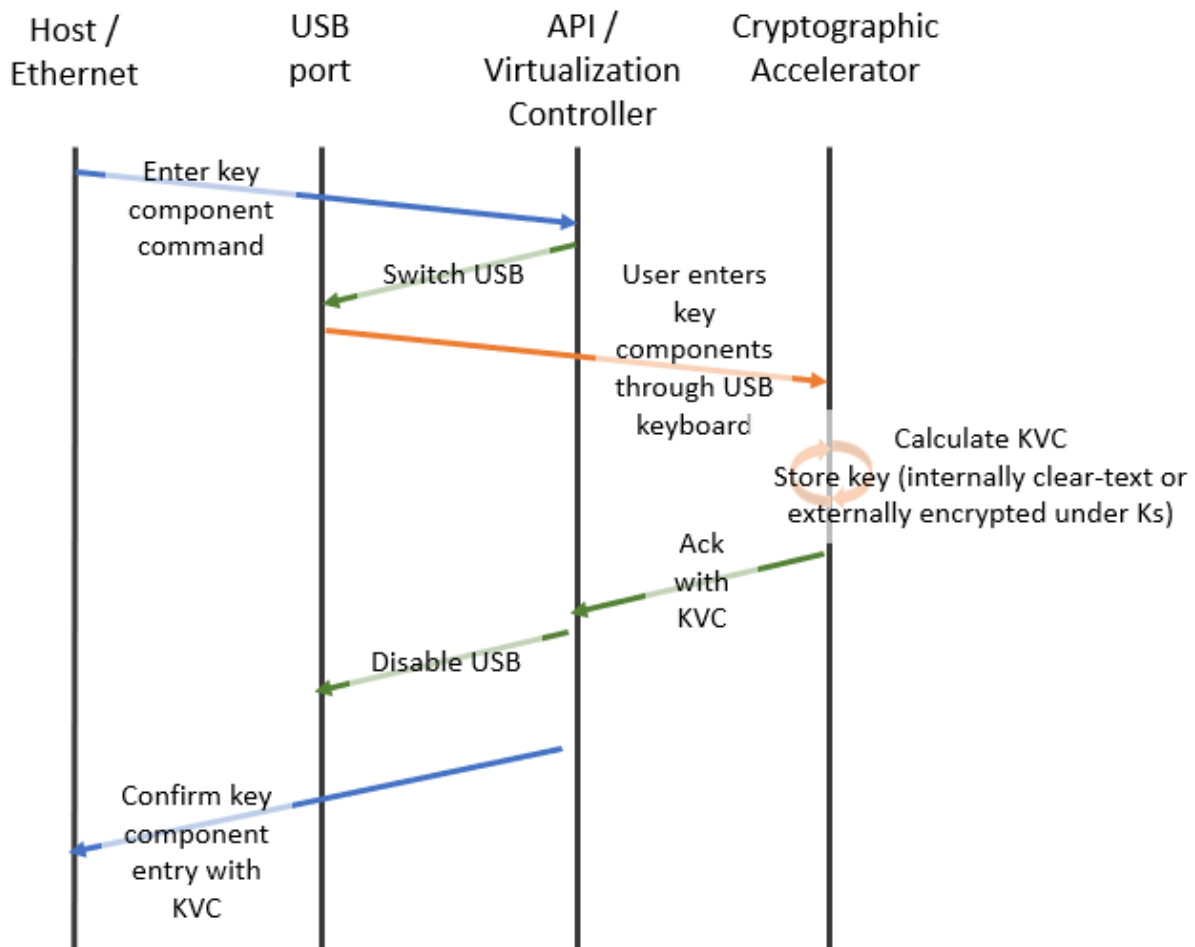 Host /
Ethernet
USB
port
API /
Virtualization
Controller
Cryptographic
Accelerator
Enter key
component
command
Switch USB
User enters
key
components
through USB
keyboard
Calculate KVC
Store key (internally clear-text or
externally encrypted under Ks)
Ack
with
KVC
Disable USB
Confirm key
component
entry with
KVC